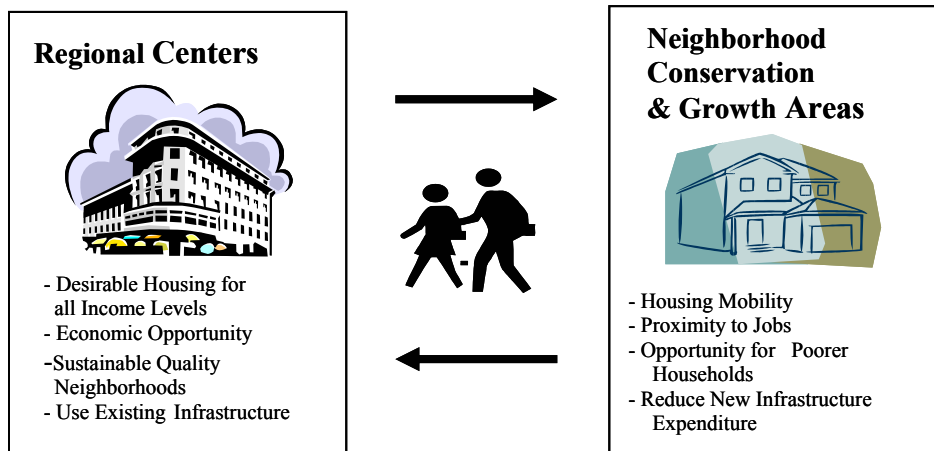 Regional Centers
- Desirable Housing for
all Income Levels
- Economic Opportunity
-Sustainable Quality
Neighborhoods
- Use Existing Infrastructure
Neighborhood
Conservation
& Growth Areas
- Housing Mobility
- Proximity to Jobs
- Opportunity for Poorer
Households
- Reduce New Infrastructure
Expenditure